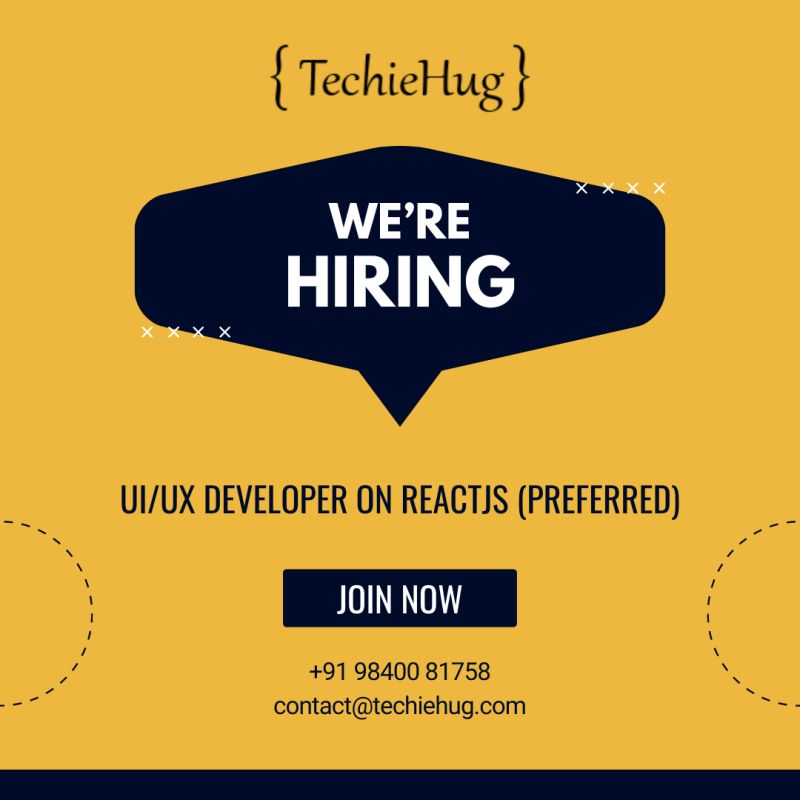 { TechieHug }
WE’RE
HIRING
UI/UX DEVELOPER ON REACTJS (PREFERRED)
JOIN NOW
+91 98400 81758
contact@techiehug.com